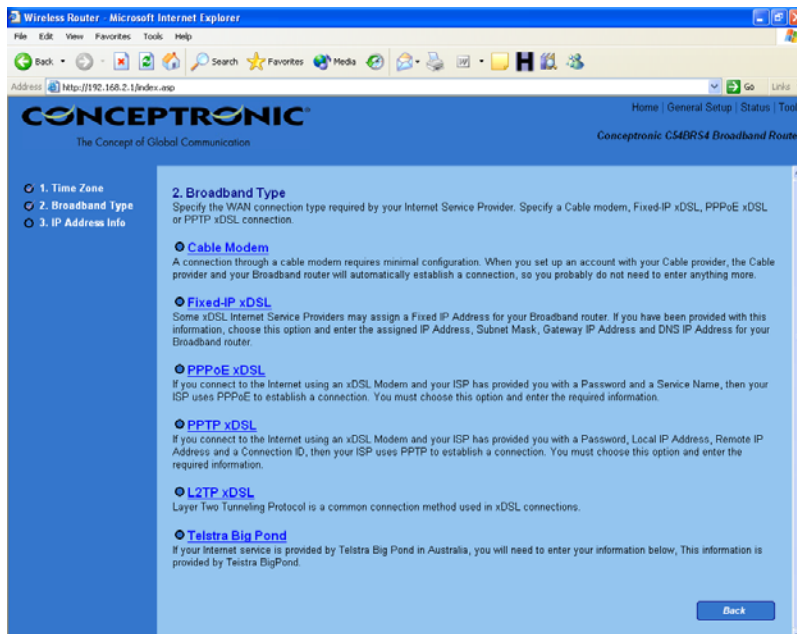 Wireless Router - Microsoft Internet Explorer
File Edit View Favorites Tools Help
Back Search Favorites Media
Address http://192.168.2.1/index.asp Go Links
CONCEPTRONIC
The Concept of Global Communication
Home | General Setup | Status | Tool
Conceptronic C54BRS4 Broadband Route
1. Time Zone
2. Broadband Type
3. IP Address Info
2. Broadband Type
Specify the WAN connection type required by your Internet Service Provider. Specify a Cable modem, Fixed-IP xDSL, PPPoE xDSL
or PPTP xDSL connection.
Cable Modem
A connection through a cable modem requires minimal configuration. When you set up an account with your Cable provider, the Cable
provider and your Broadband router will automatically establish a connection, so you probably do not need to enter anything more.
Fixed-IP xDSL
Some xDSL Internet Service Providers may assign a Fixed IP Address for your Broadband router. If you have been provided with this
information, choose this option and enter the assigned IP Address, Subnet Mask, Gateway IP Address and DNS IP Address for your
Broadband router.
PPPoE xDSL
If you connect to the Internet using an xDSL Modem and your ISP has provided you with a Password and a Service Name, then your
ISP uses PPPoE to establish a connection. You must choose this option and enter the required information.
PPTP xDSL
If you connect to the Internet using an xDSL Modem and your ISP has provided you with a Password, Local IP Address, Remote IP
Address and a Connection ID, then your ISP uses PPTP to establish a connection. You must choose this option and enter the
required information.
L2TP xDSL
Layer Two Tunneling Protocol is a common connection method used in xDSL connections.
Telstra Big Pond
If your Internet service is provided by Telstra Big Pond in Australia, you will need to enter your information below, This information is
provided by Teistra BigPond.
Back